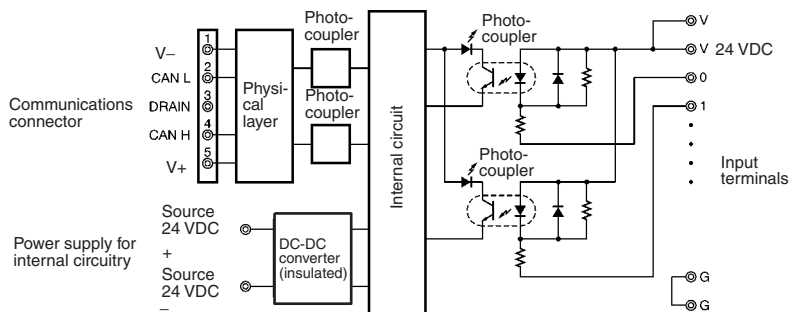 Photo-
coupler
Photo-
coupler
V
V 24 VDC
0
1
1
V–
2
CAN L
3
DRAIN
4
CAN H
5
V+
Communications
connector
Physi-
cal
layer
Photo-
coupler
Internal circuit
Photo-
coupler
Input
terminals
Power supply for
internal circuitry
Source
24 VDC
+
Source
24 VDC
–
DC-DC
converter
(insulated)
G
G